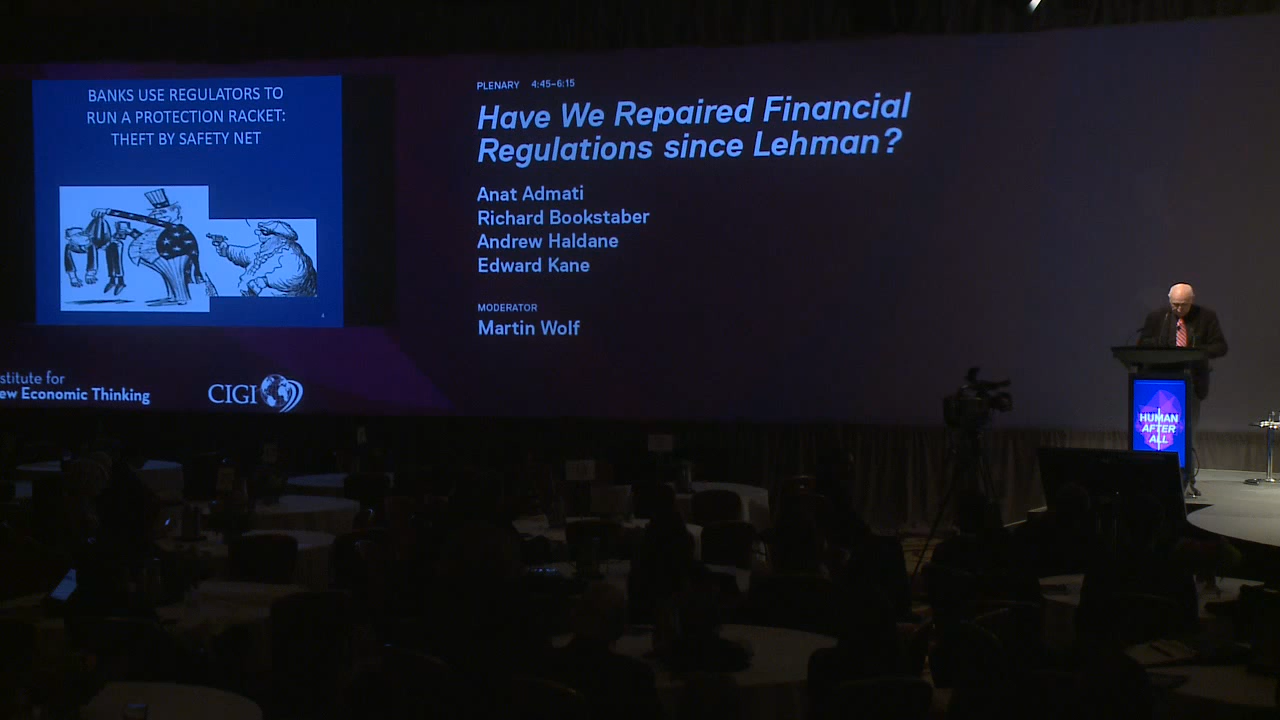 BANKS USE REGULATORS TO
RUN A PROTECTION RACKET:
THEFT BY SAFETY NET
4
PLENARY 4:45–6:15
Have We Repaired Financial
Regulations since Lehman?
Anat Admati
Richard Bookstaber
Andrew Haldane
Edward Kane
MODERATOR
Martin Wolf
stitute for
ew Economic Thinking
CIGI
HUMAN
AFTER
ALL